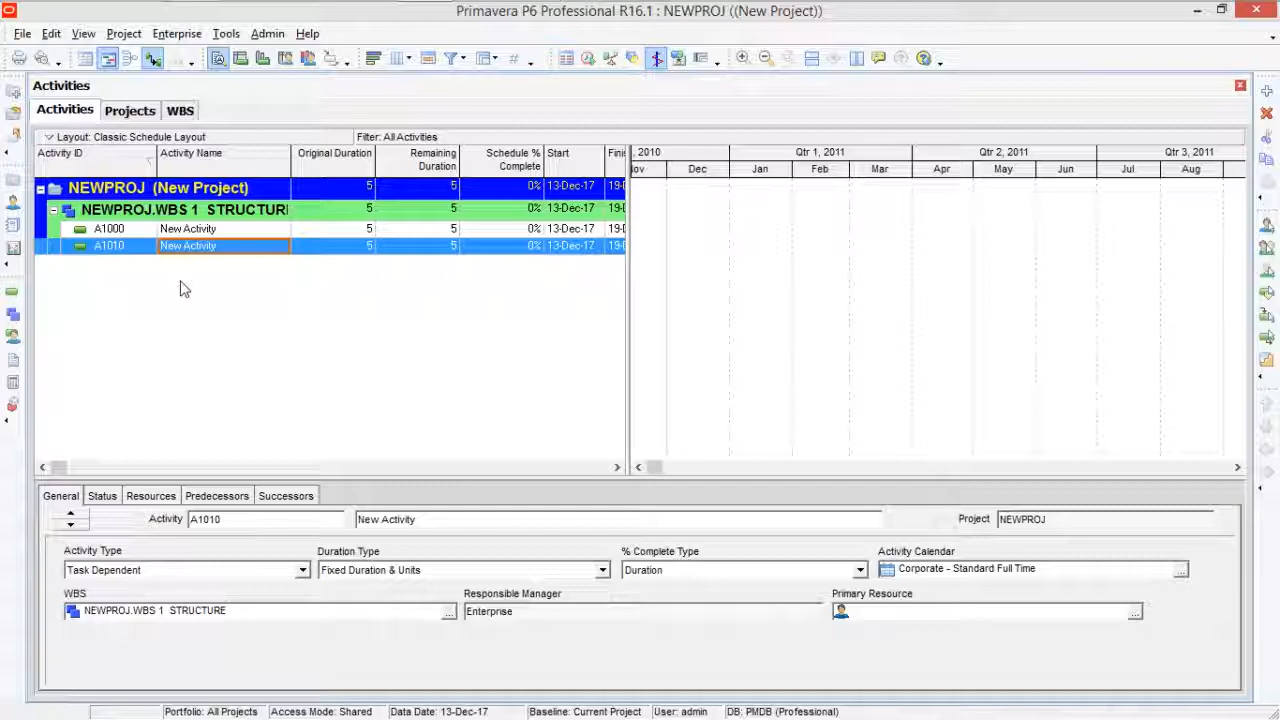 Primavera P6 Professional R16.1 : NEWPROJ ((New Project))
File Edit View Project Enterprise Tools Admin Help
Activities
Activities Projects WBS
Layout: Classic Schedule Layout Filter: All Activities
Activity ID Activity Name Original Duration Remaining Duration Schedule % Complete Start
, 2010 Qtr 1, 2011 Qtr 2, 2011 Qtr 3, 2011
Dec Jan Feb Mar Apr May Jun Jul Aug
NEWPROJ (New Project) 5 5 0% 13-Dec-17
NEWPROJ.WBS 1 STRUCTURI 5 5 0% 13-Dec-17
A1000 New Activity 5 5 0% 13-Dec-17
A1010 New Activity 5 5 0% 13-Dec-17
General Status Resources Predecessors Successors
Activity A1010 New Activity Project NEWPROJ
Activity Type Duration Type % Complete Type Activity Calendar
Task Dependent Fixed Duration & Units Duration Corporate - Standard Full Time
WBS Responsible Manager Primary Resource
NEWPROJ.WBS 1 STRUCTURE Enterprise
Portfolio: All Projects Access Mode: Shared Data Date: 13-Dec-17 Baseline: Current Project User: admin DB: PMDB (Professional)